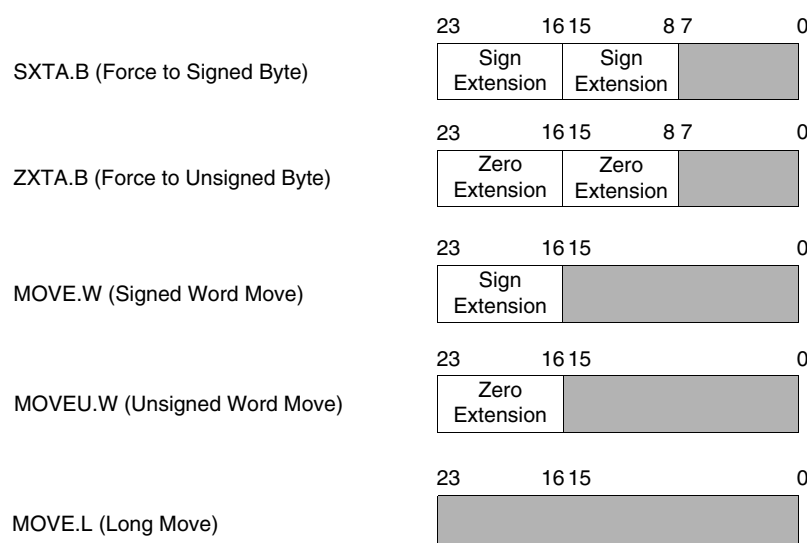 23 16 15 8 7 0
SXTA.B (Force to Signed Byte)
Sign Extension
Sign Extension
23 16 15 8 7 0
ZXTA.B (Force to Unsigned Byte)
Zero Extension
Zero Extension
23 16 15 0
MOVE.W (Signed Word Move)
Sign Extension
23 16 15 0
MOVEU.W (Unsigned Word Move)
Zero Extension
23 16 15 0
MOVE.L (Long Move)